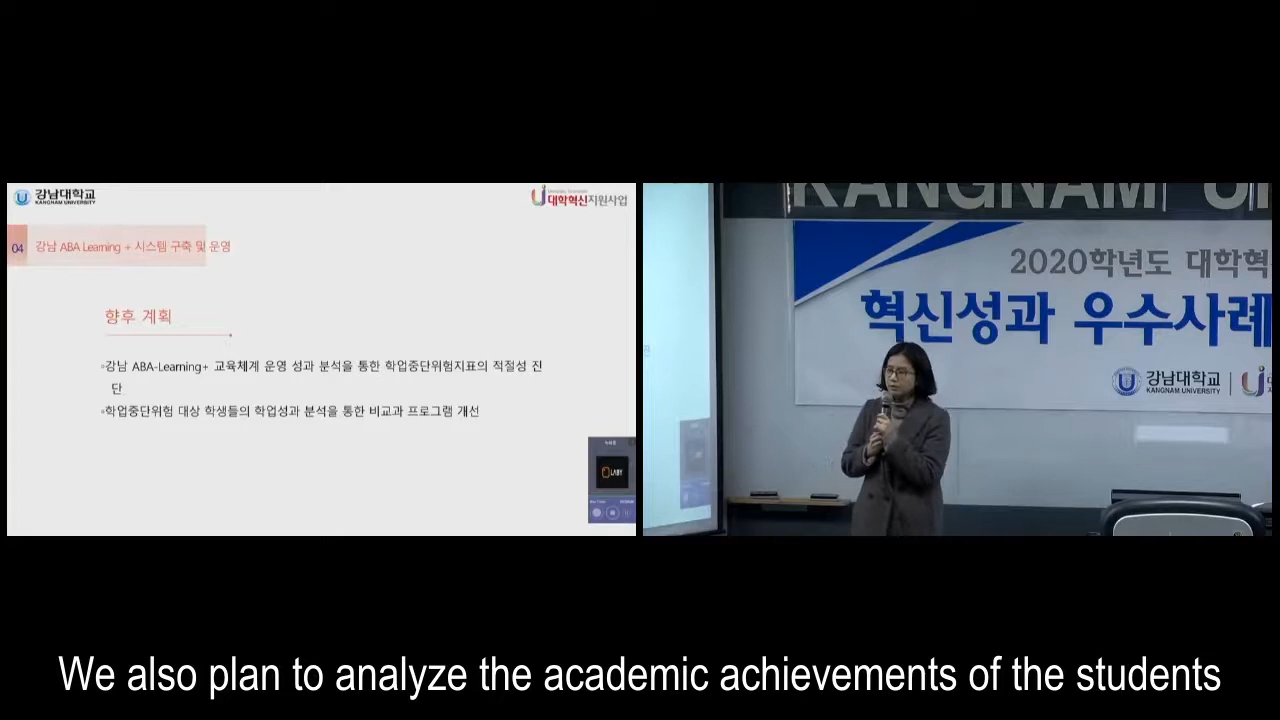 강남대학교
KANGNAM UNIVERSITY
대학혁신지원사업
04 강남 ABA Learning + 시스템 구축 및 운영
향후 계획
▫강남 ABA-Learning+ 교육체계 운영 성과 분석을 통한 학업중단위험지표의 적절성 진
단
▫학업중단위험 대상 학생들의 학업성과 분석을 통한 비교과 프로그램 개선
KANGNAM
2020학년도 대학혁
혁신성과 우수사례
강남대학교
KANGNAM UNIVERSITY
We also plan to analyze the academic achievements of the students